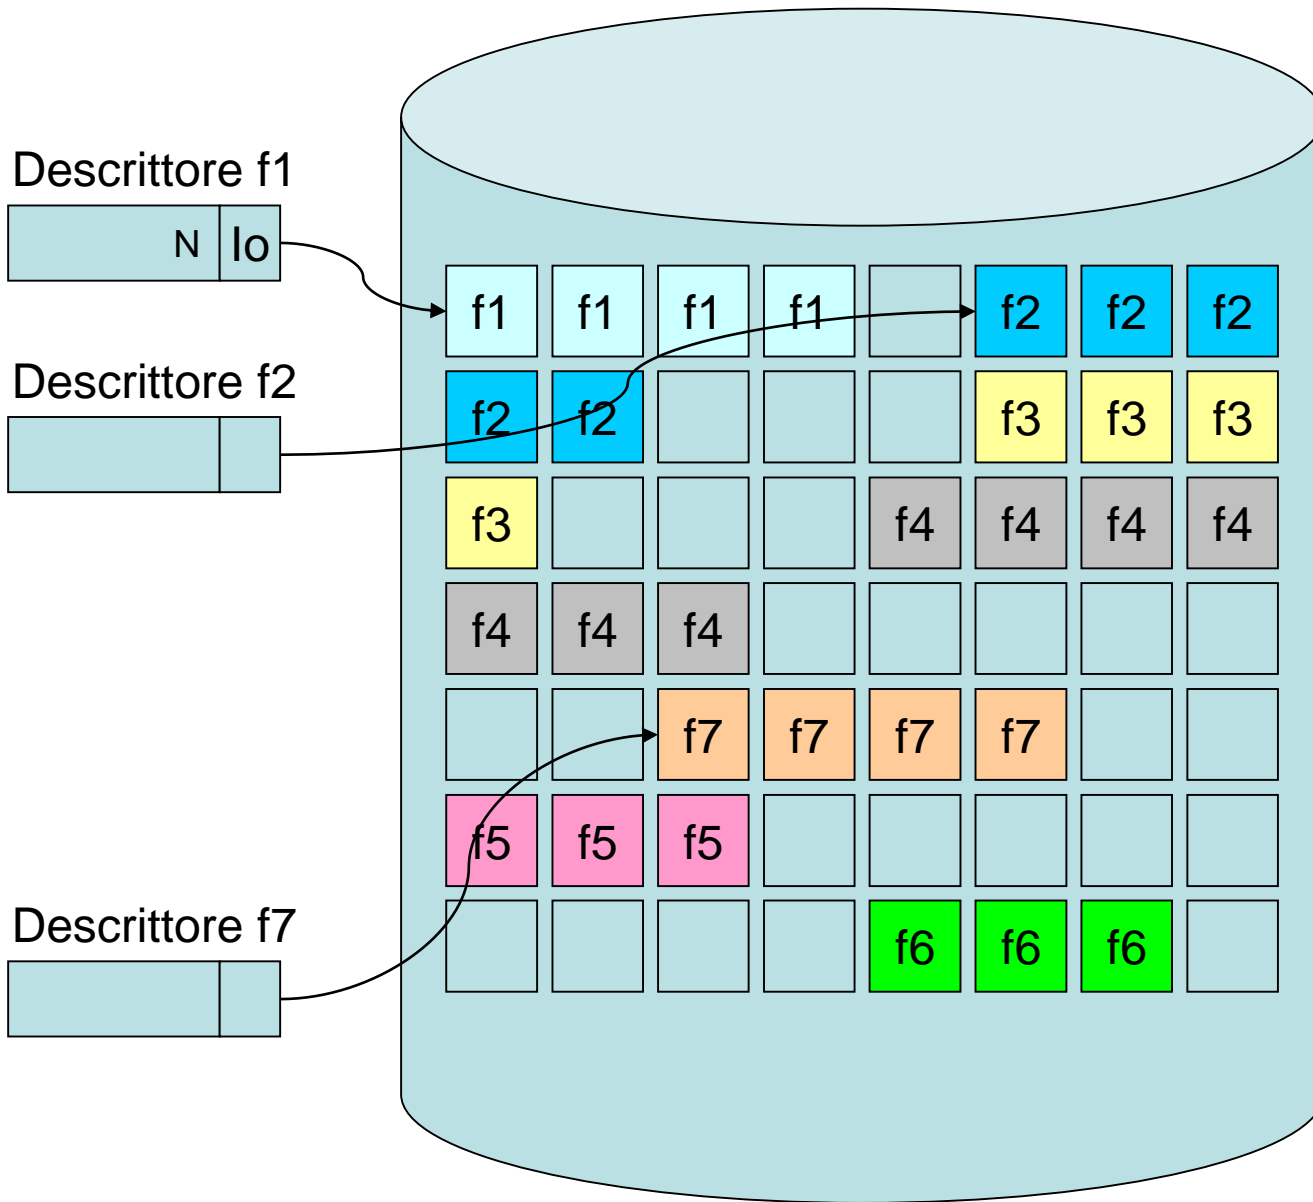 Descrittore f1
N Io
f1 f1 f1 f1 f2 f2 f2
Descrittore f2
f2 f2 f3 f3 f3
f3 f4 f4 f4 f4
f4 f4 f4
f7 f7 f7 f7
f5 f5 f5
Descrittore f7
f6 f6 f6